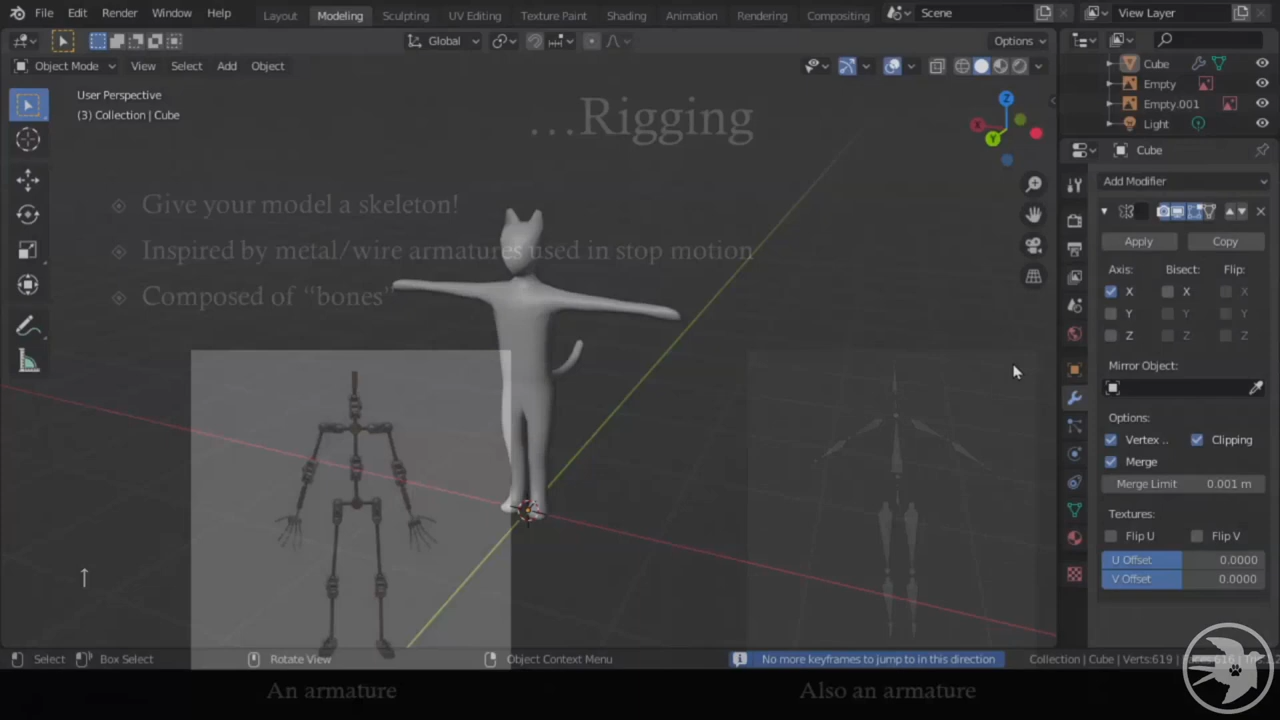 File Edit Render Window Help Layout Modeling Sculpting UV Editing Texture Paint Shading Animation Rendering Compositing Scene View Layer
Global Options
Object Mode View Select Add Object
User Perspective
(3) Collection | Cube
Z
X
Y
Cube
Empty
Empty.001
Light
Cube
Add Modifier
Apply Copy
Axis: Bisect: Flip:
X X X
Y Y Y
Z Z Z
Mirror Object:
Options:
Vertex .. Clipping
Merge
Merge Limit 0.001 m
Textures:
Flip U Flip V
U Offset 0.0000
V Offset 0.0000
…Rigging
Give your model a skeleton!
Inspired by metal/wire armatures used in stop motion
Composed of “bones”
↑
Select Box Select Rotate View Object Context Menu No more keyframes to jump to in this direction Collection | Cube | Verts:619
An armature Also an armature